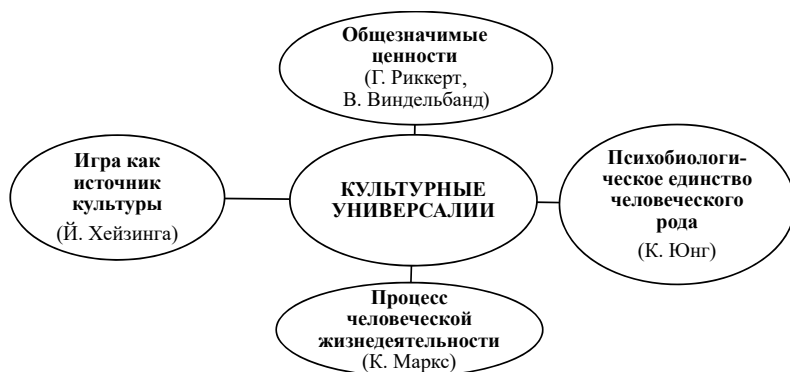 Общезначимые
ценности
(Г. Риккерт,
В. Виндельбанд)
Игра как
источник
культуры
(Й. Хейзинга)
КУЛЬТУРНЫЕ
УНИВЕРСАЛИИ
Психобиологи-
ческое единство
человеческого
рода
(К. Юнг)
Процесс
человеческой
жизнедеятельности
(К. Маркс)